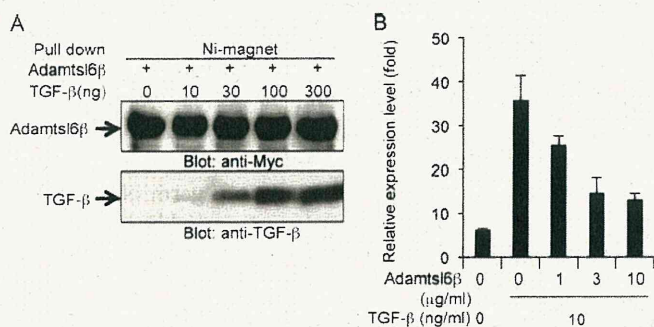 A
Pull down Ni-magnet
Adamtsl6β + + + + +
TGF-β(ng) 0 10 30 100 300
Adamtsl6β
Blot: anti-Myc
TGF-β
Blot: anti-TGF-β
B
Relative expression level (fold)
50
40
30
20
10
0
Adamtsl6β 0 0 1 3 10
(μg/ml)
TGF-β (ng/ml) 0 10